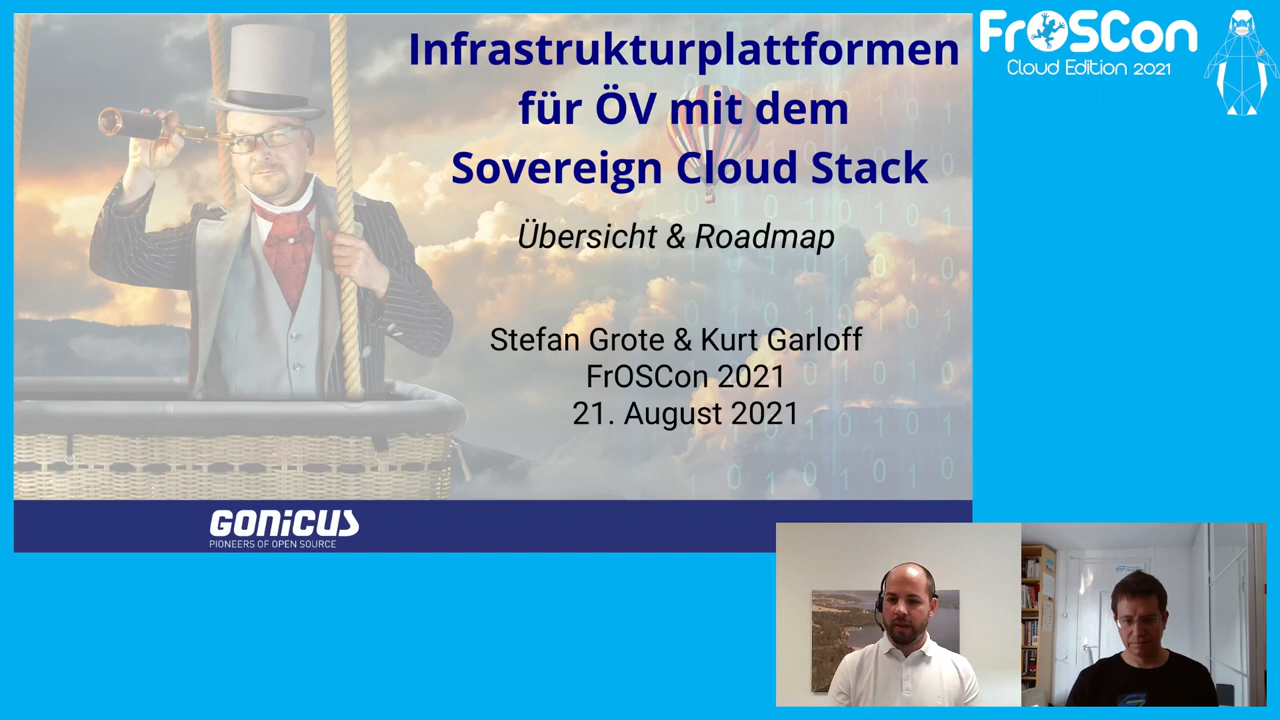 Infrastrukturplattformen
für ÖV mit dem
Sovereign Cloud Stack
Übersicht & Roadmap
Stefan Grote & Kurt Garloff
FrOSCon 2021
21. August 2021
GONICUS
PIONEERS OF OPEN SOURCE
FrOSCon
Cloud Edition 2021